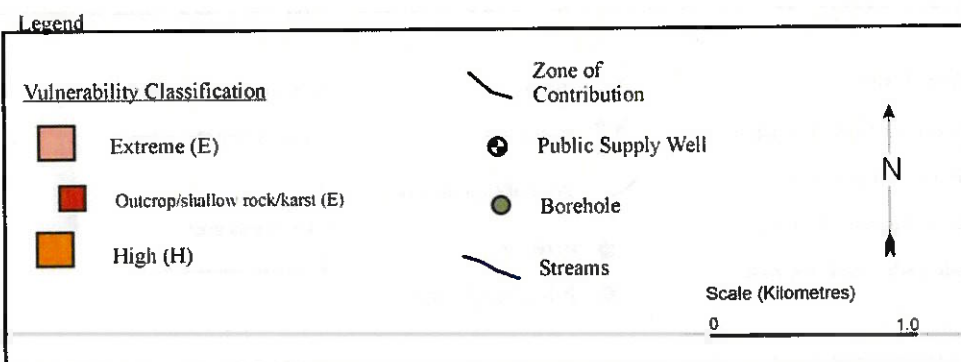 Legend
Vulnerability Classification
Extreme (E)
Outcrop/shallow rock/karst (E)
High (H)
Zone of
Contribution
Public Supply Well
Borehole
Streams
N
Scale (Kilometres)
0 1.0